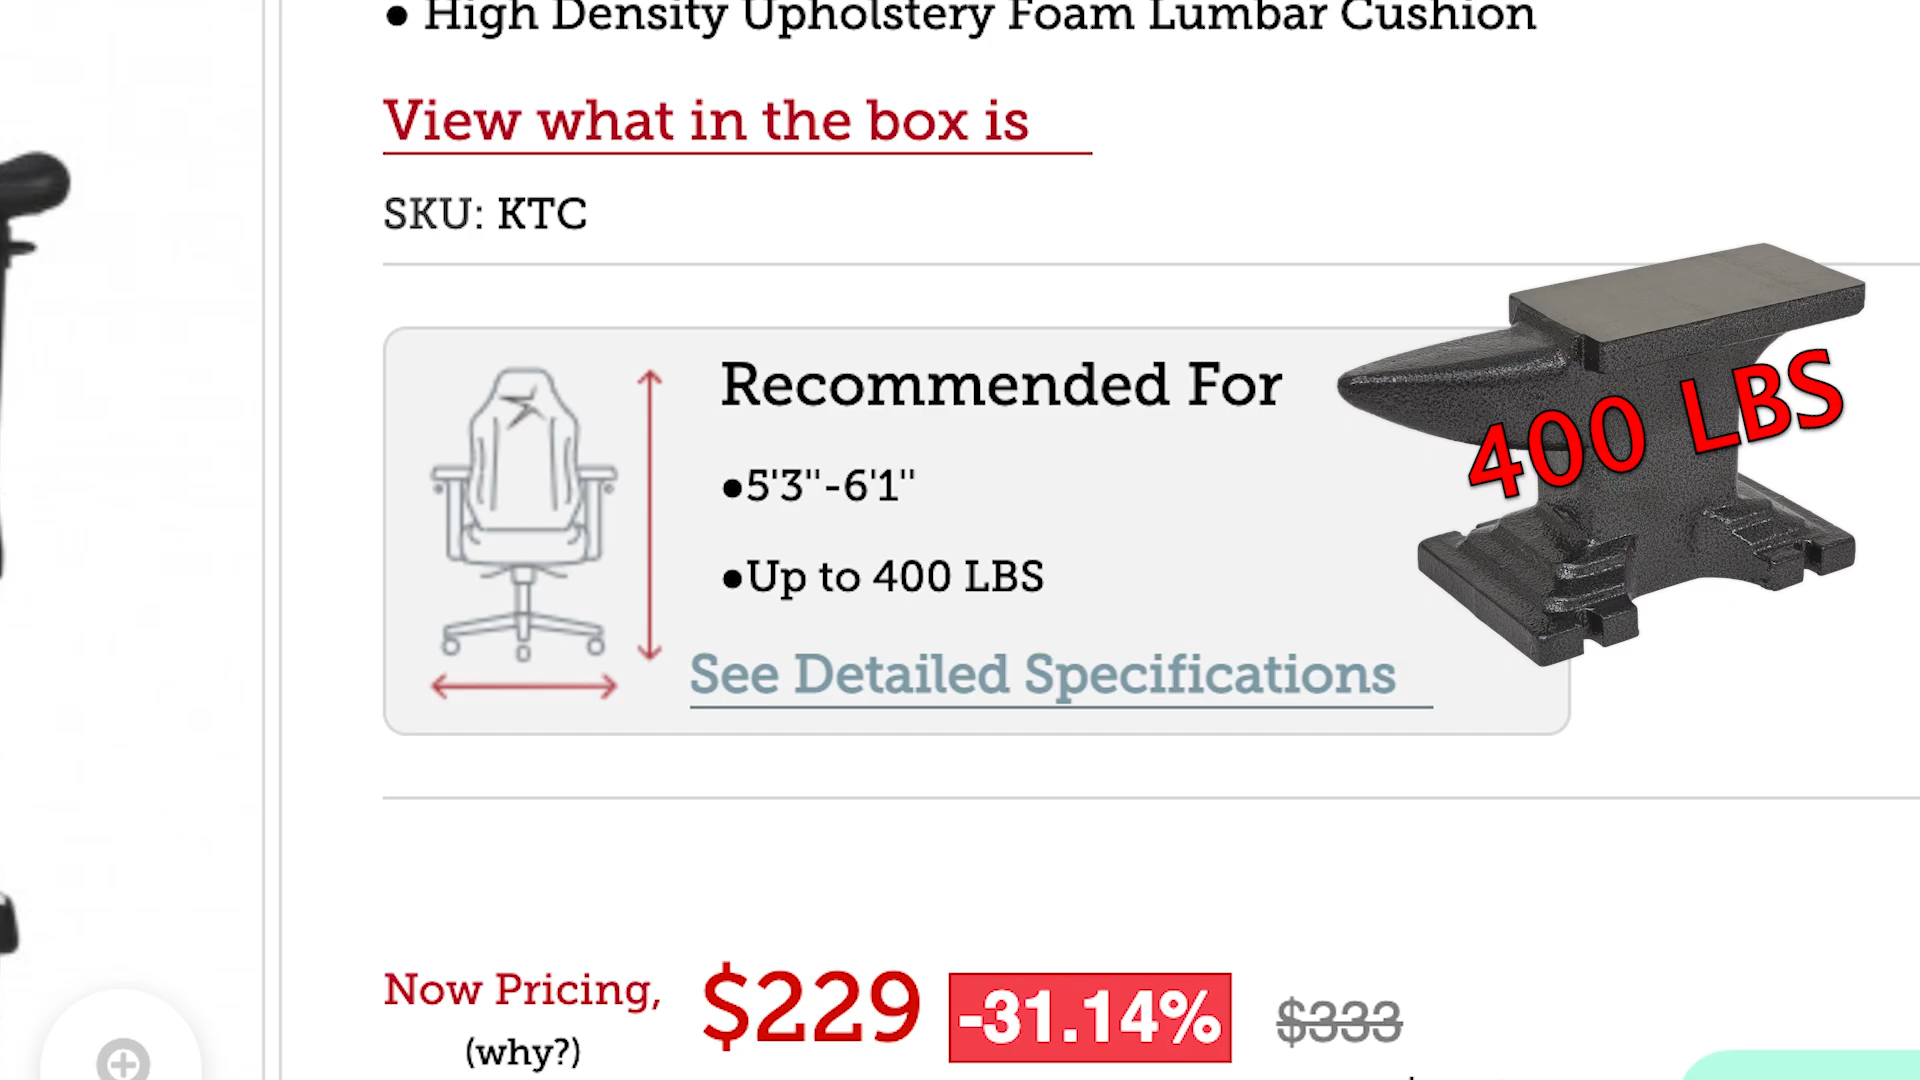 ● High Density Upholstery Foam Lumbar Cushion
View what in the box is
SKU: KTC
Recommended For
400 LBS
●5'3"-6'1"
●Up to 400 LBS
See Detailed Specifications
Now Pricing, $229 -31.14% $333
(why?)